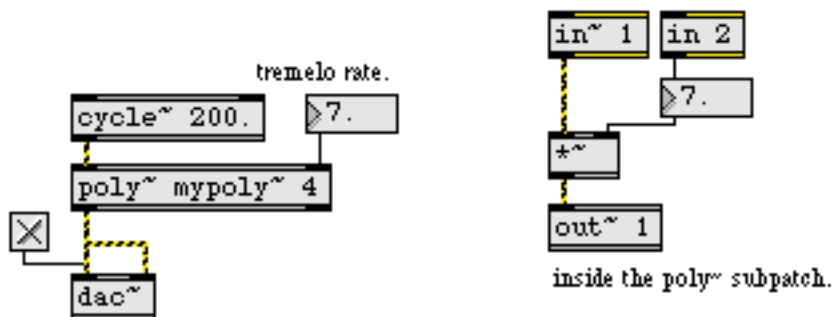 tremelo rate.
cycle~ 200.
7.
poly~ mypoly~ 4
dac~
in~ 1
in 2
7.
*~
out~ 1
inside the poly~ subpatch.